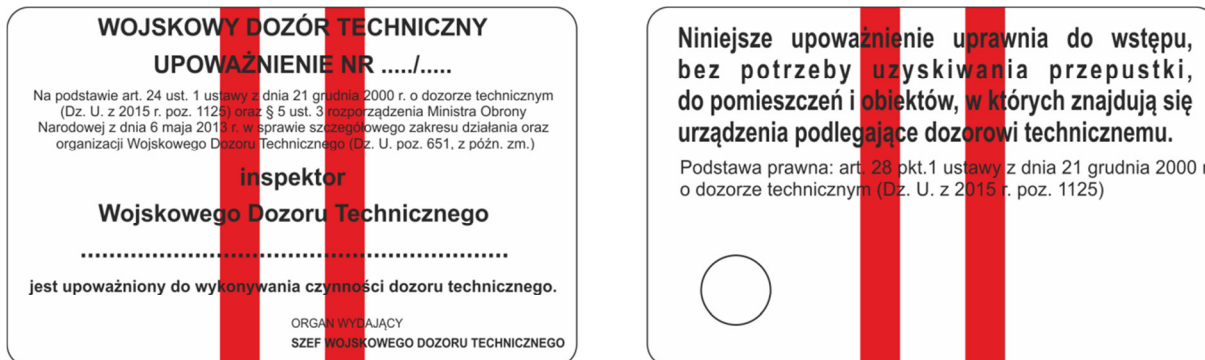 WOJSKOWY DOZÓR TECHNICZNY
UPOWAŻNIENIE NR ...../.....
Na podstawie art. 24 ust. 1 ustawy z dnia 21 grudnia 2000 r. o dozorze technicznym
(Dz. U. z 2015 r. poz. 1125) oraz § 5 ust. 3 rozporządzenia Ministra Obrony
Narodowej z dnia 6 maja 2013 r. w sprawie szczegółowego zakresu działania oraz
organizacji Wojskowego Dozoru Technicznego (Dz. U. poz. 651, z późn. zm.)
inspektor
Wojskowego Dozoru Technicznego
...........................................................
jest upoważniony do wykonywania czynności dozoru technicznego.
ORGAN WYDAJĄCY
SZEF WOJSKOWEGO DOZORU TECHNICZNEGO
Niniejsze upoważnienie uprawnia do wstępu,
bez potrzeby uzyskiwania przepustki,
do pomieszczeń i obiektów, w których znajdują się
urządzenia podlegające dozorowi technicznemu.
Podstawa prawna: art. 28 pkt.1 ustawy z dnia 21 grudnia 2000 r
o dozorze technicznym (Dz. U. z 2015 r. poz. 1125)